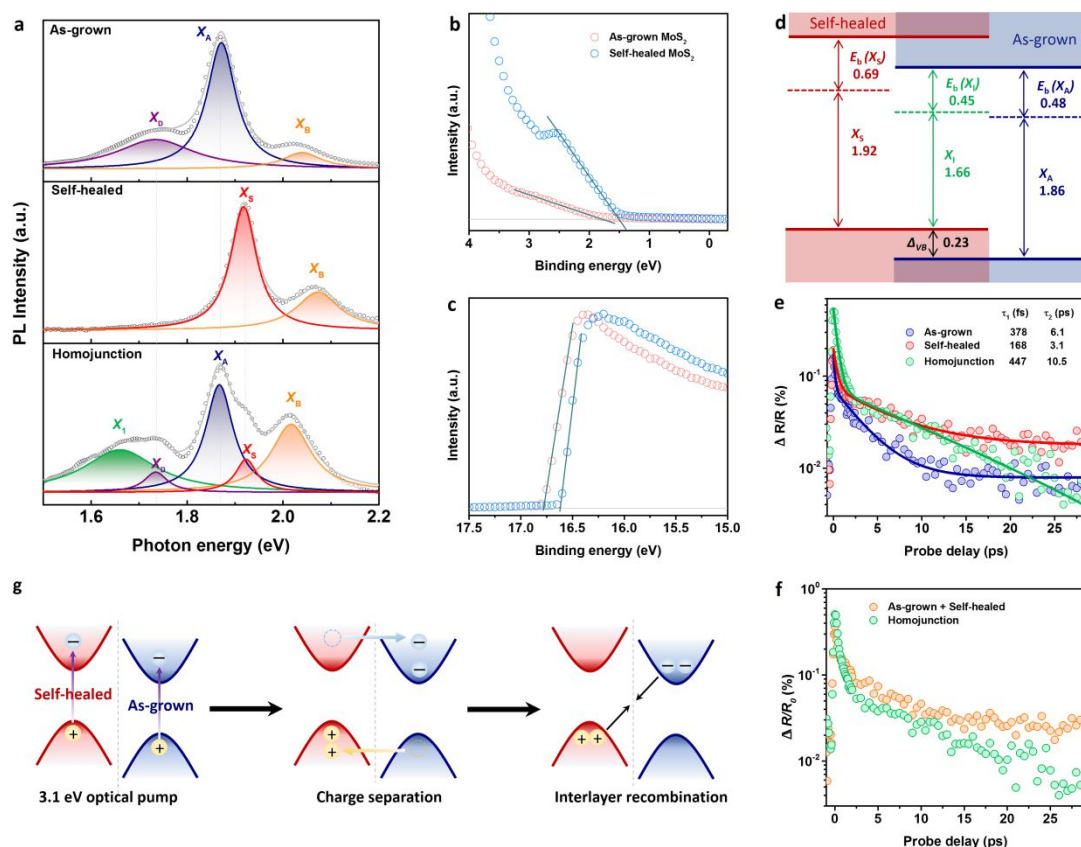 a
As-grown
X_A
X_D
X_B
Self-healed
X_S
X_B
Homojunction
X_A
X_1
X_D
X_S
X_B
1.6 1.8 2.0 2.2
Photon energy (eV)
PL Intensity (a.u.)
b
As-grown MoS₂
Self-healed MoS₂
Intensity (a.u.)
4 3 2 1 0
Binding energy (eV)
c
Intensity (a.u.)
17.5 17.0 16.5 16.0 15.5 15.0
Binding energy (eV)
d
Self-healed
As-grown
E_b (X_S)
0.69
E_b (X_I)
0.45
E_b (X_A)
0.48
X_S
1.92
X_I
1.66
X_A
1.86
Δ_VB 0.23
e
τ₁ (fs) τ₂ (ps)
As-grown 378 6.1
Self-healed 168 3.1
Homojunction 447 10.5
10⁻¹
10⁻²
Δ R/R (%)
0 5 10 15 20 25
Probe delay (ps)
g
Self-healed
As-grown
3.1 eV optical pump
Charge separation
Interlayer recombination
f
10⁰
As-grown + Self-healed
Homojunction
10⁻¹
10⁻²
Δ R/R₀ (%)
0 5 10 15 20 25
Probe delay (ps)